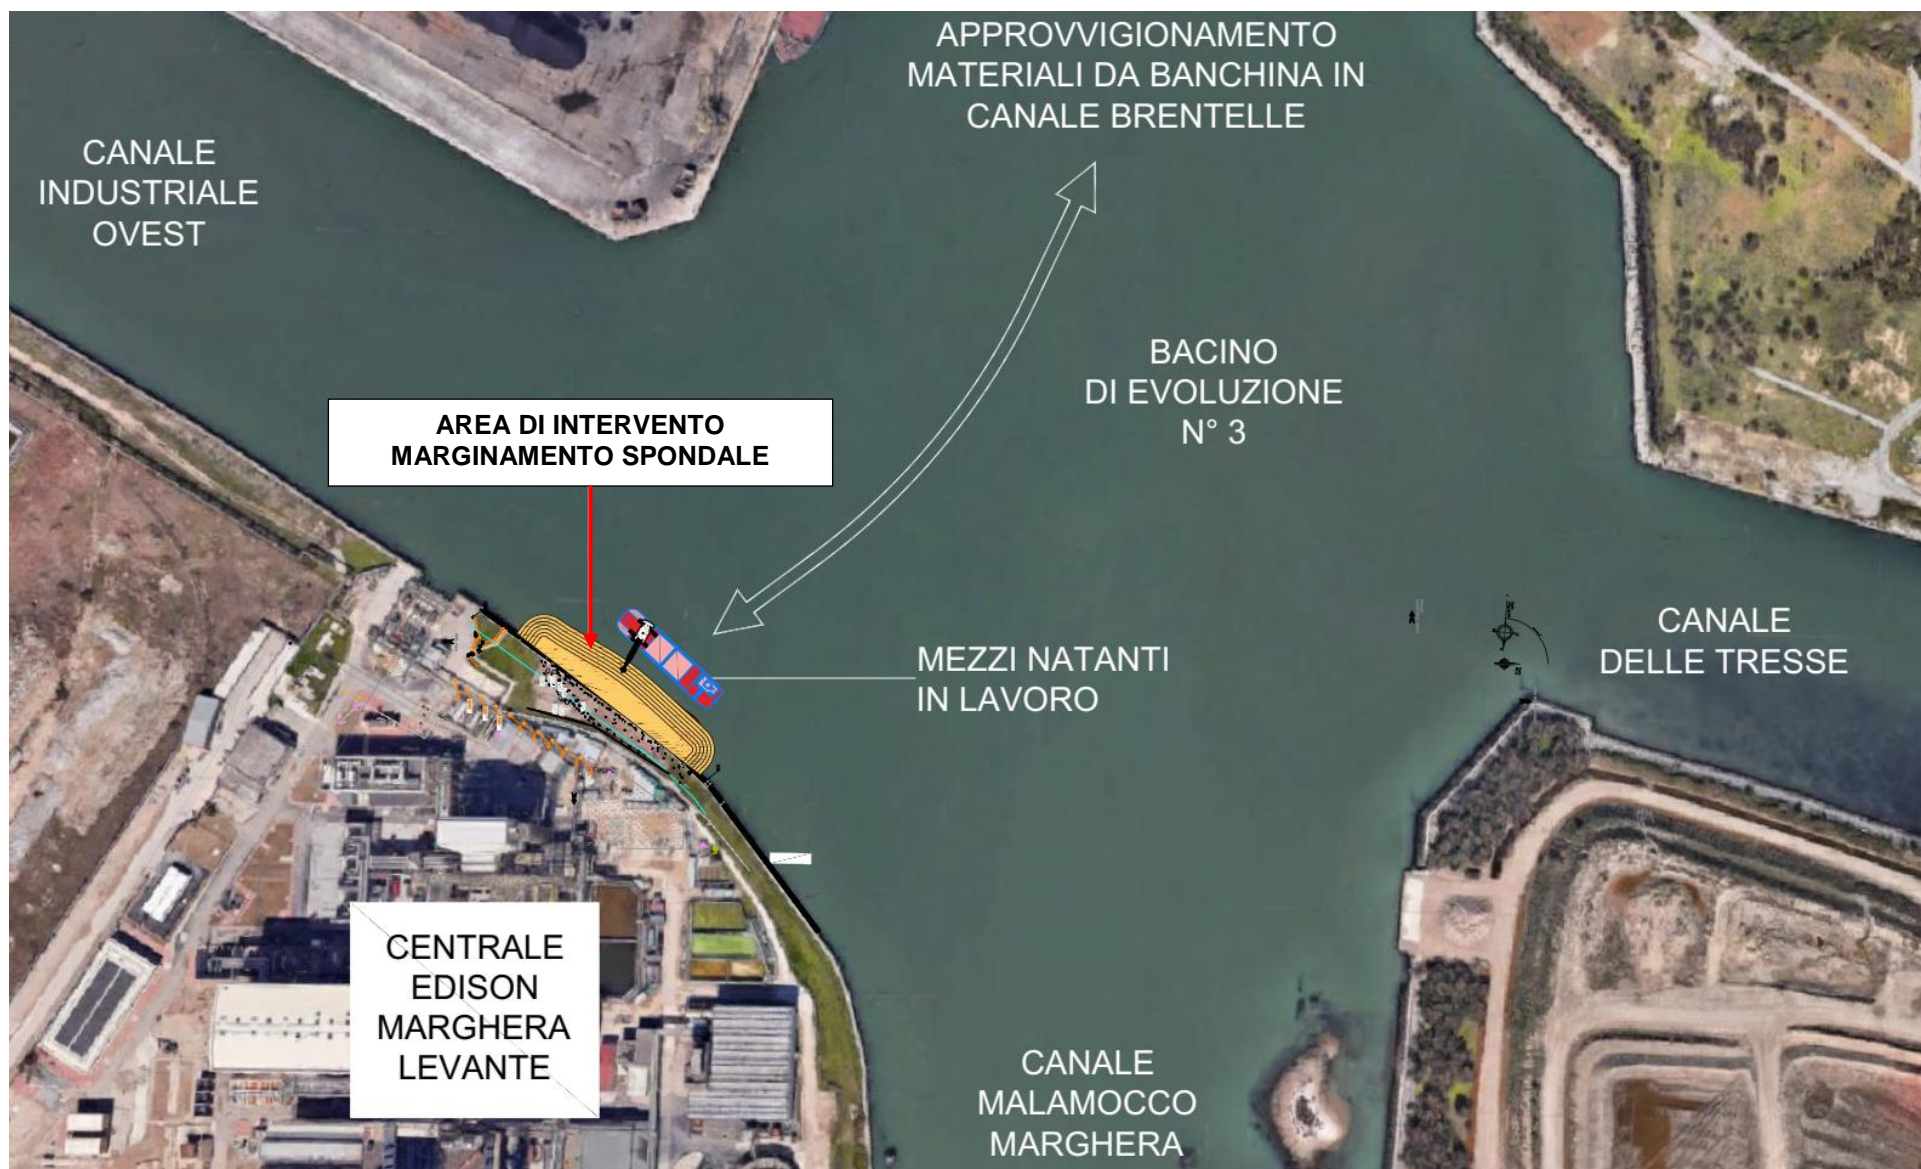 APPROVVIGIONAMENTO
MATERIALI DA BANCHINA IN
CANALE BRENTELLE
CANALE
INDUSTRIALE
OVEST
BACINO
DI EVOLUZIONE
N° 3
AREA DI INTERVENTO
MARGINAMENTO SPONDALE
MEZZI NATANTI
IN LAVORO
CANALE
DELLE TRESSE
CENTRALE
EDISON
MARGHERA
LEVANTE
CANALE
MALAMOCCO
MARGHERA